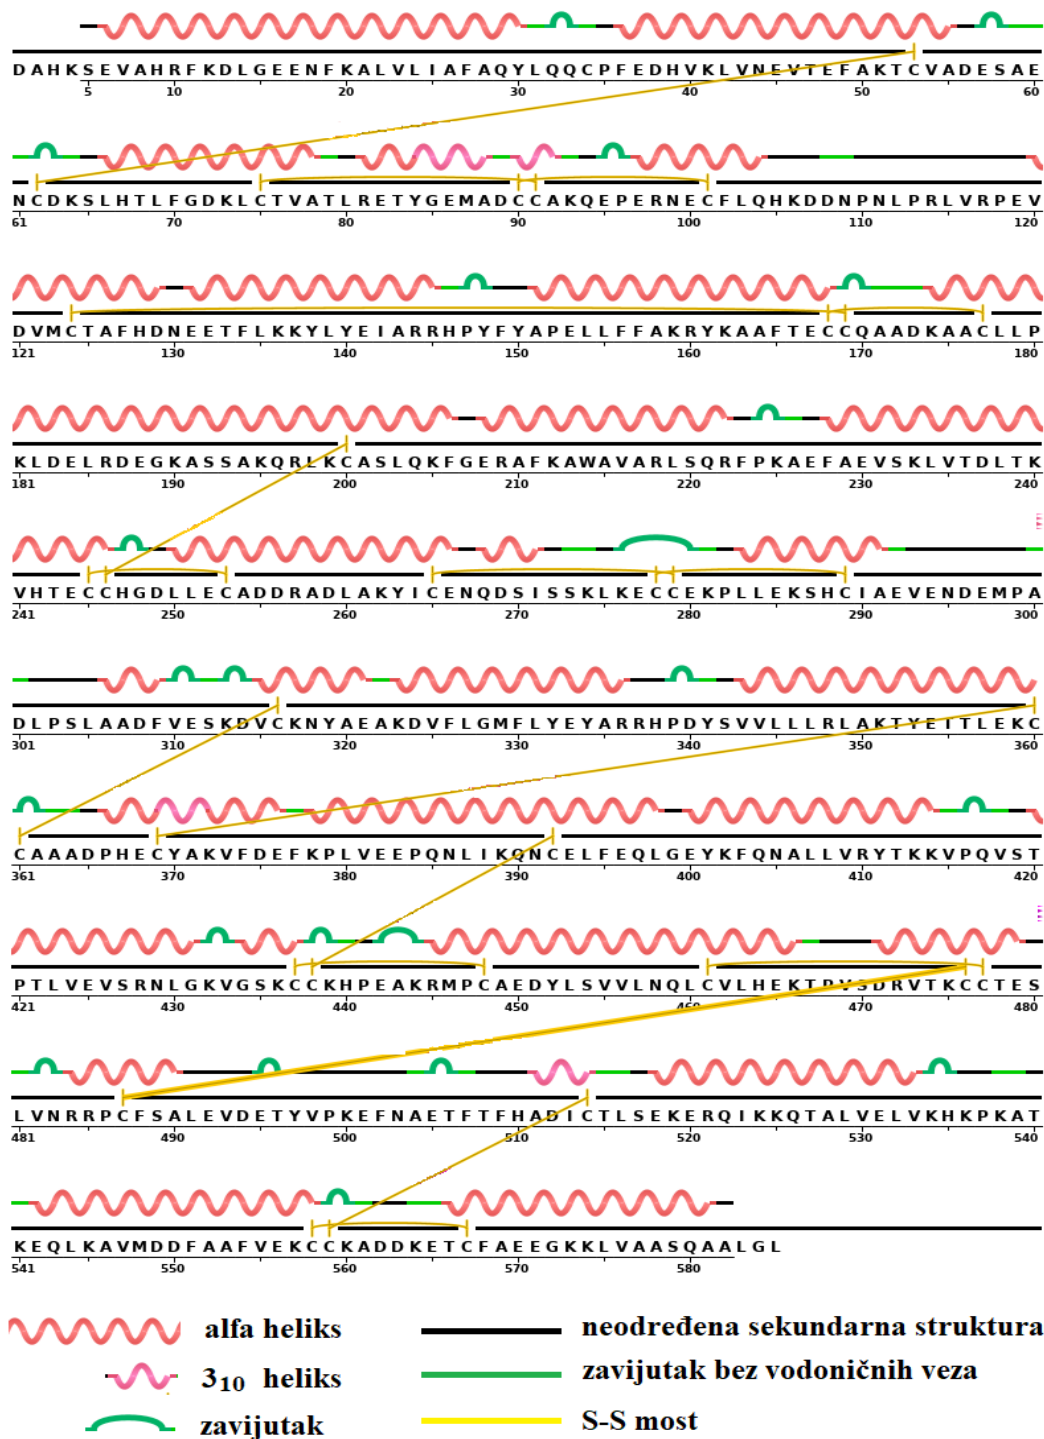 DAHKSEVAHRFKDLGEENFKALVLIAFAQYLQQCPFEDHVKLVNEVTEFAKTCVADESAE
5 10 20 30 40 50 60
NCDKSLHTLFGDKLCTVATLRETYGEMADCCAKQEPERNECFLQHKDDNPNLPRLVRPEV
61 70 80 90 100 110 120
DVMCTAFHDNEETFLKKYLYEIARRHPYFYAPELLFFAKRYKAAFTECCQAADKAACLLP
121 130 140 150 160 170 180
KLDELRDEGKASSAKQRLKCASLQKFGERAFKAWAVARLSQRFPKAEFAEVSKLVTDLTK
181 190 200 210 220 230 240
VHTECCHGDLLECADDRADLAKYICENQDSISSKLKECCEKPLLEKSHCIAEVENDEMPA
241 250 260 270 280 290 300
DLPSLAADFVESKDVCKNYAEAKDVFLGMFLYEYARRHPDYSVVLLLRLAKTYETTLEKC
301 310 320 330 340 350 360
CAAADPHECYAKVFDEFKPLVEEPQNLIKQNCELFEQLGEYKFQNALLVRYTKKVPQVST
361 370 380 390 400 410 420
PTLVEVSRNLGKVGSKCCKHPEAKRMPCAEDYLSVVLNQLCVLHEKTPVSDRVTKCCTES
421 430 440 450 460 470 480
LVNRRPCFSALEVDETYVPKEFNAETFTFHADICTLSEKERQIKKQTALVELVKHKPKAT
481 490 500 510 520 530 540
KEQLKAVMDDFAAFVEKCCKADDKETCFAEEGKKLVAASQAALGL
541 550 560 570 580
alfa heliks
3₁₀ heliks
zavijutak
neodređena sekundarna struktura
zavijutak bez vodoničnih veza
S-S most